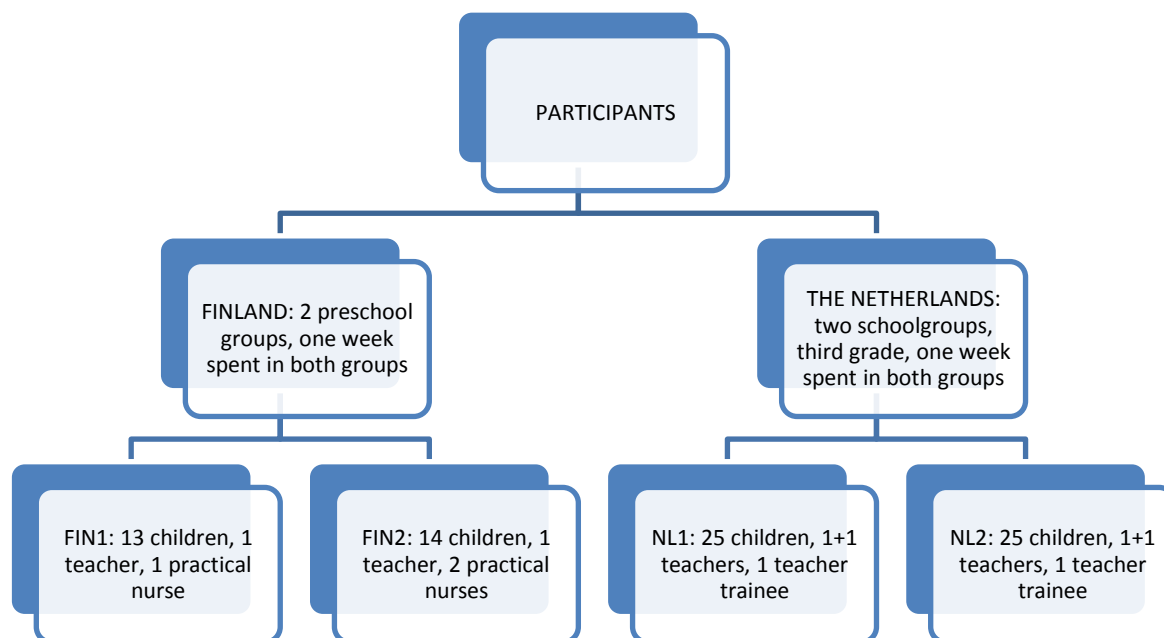 PARTICIPANTS
FINLAND: 2 preschool
groups, one week
spent in both groups
THE NETHERLANDS:
two schoolgroups,
third grade, one week
spent in both groups
FIN1: 13 children, 1
teacher, 1 practical
nurse
FIN2: 14 children, 1
teacher, 2 practical
nurses
NL1: 25 children, 1+1
teachers, 1 teacher
trainee
NL2: 25 children, 1+1
teachers, 1 teacher
trainee